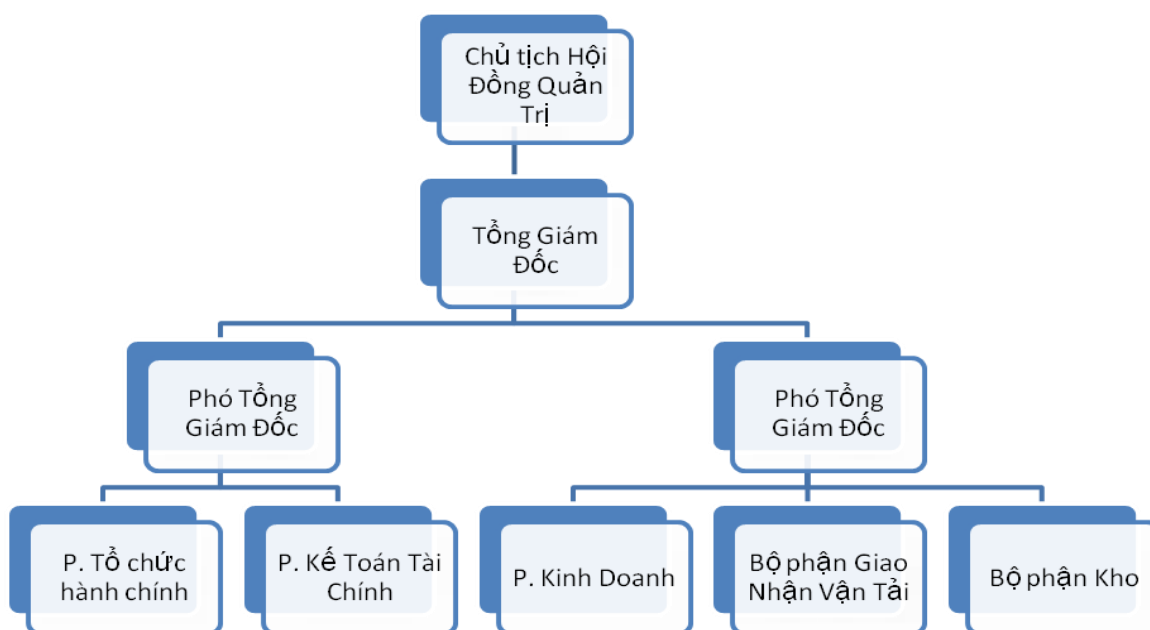 Chủ tịch Hội
Đồng Quản
Trị
Tổng Giám
Đốc
Phó Tổng
Giám Đốc
Phó Tổng
Giám Đốc
P. Tổ chức
hành chính
P. Kế Toán Tài
Chính
P. Kinh Doanh
Bộ phận Giao
Nhận Vận Tải
Bộ phận Kho